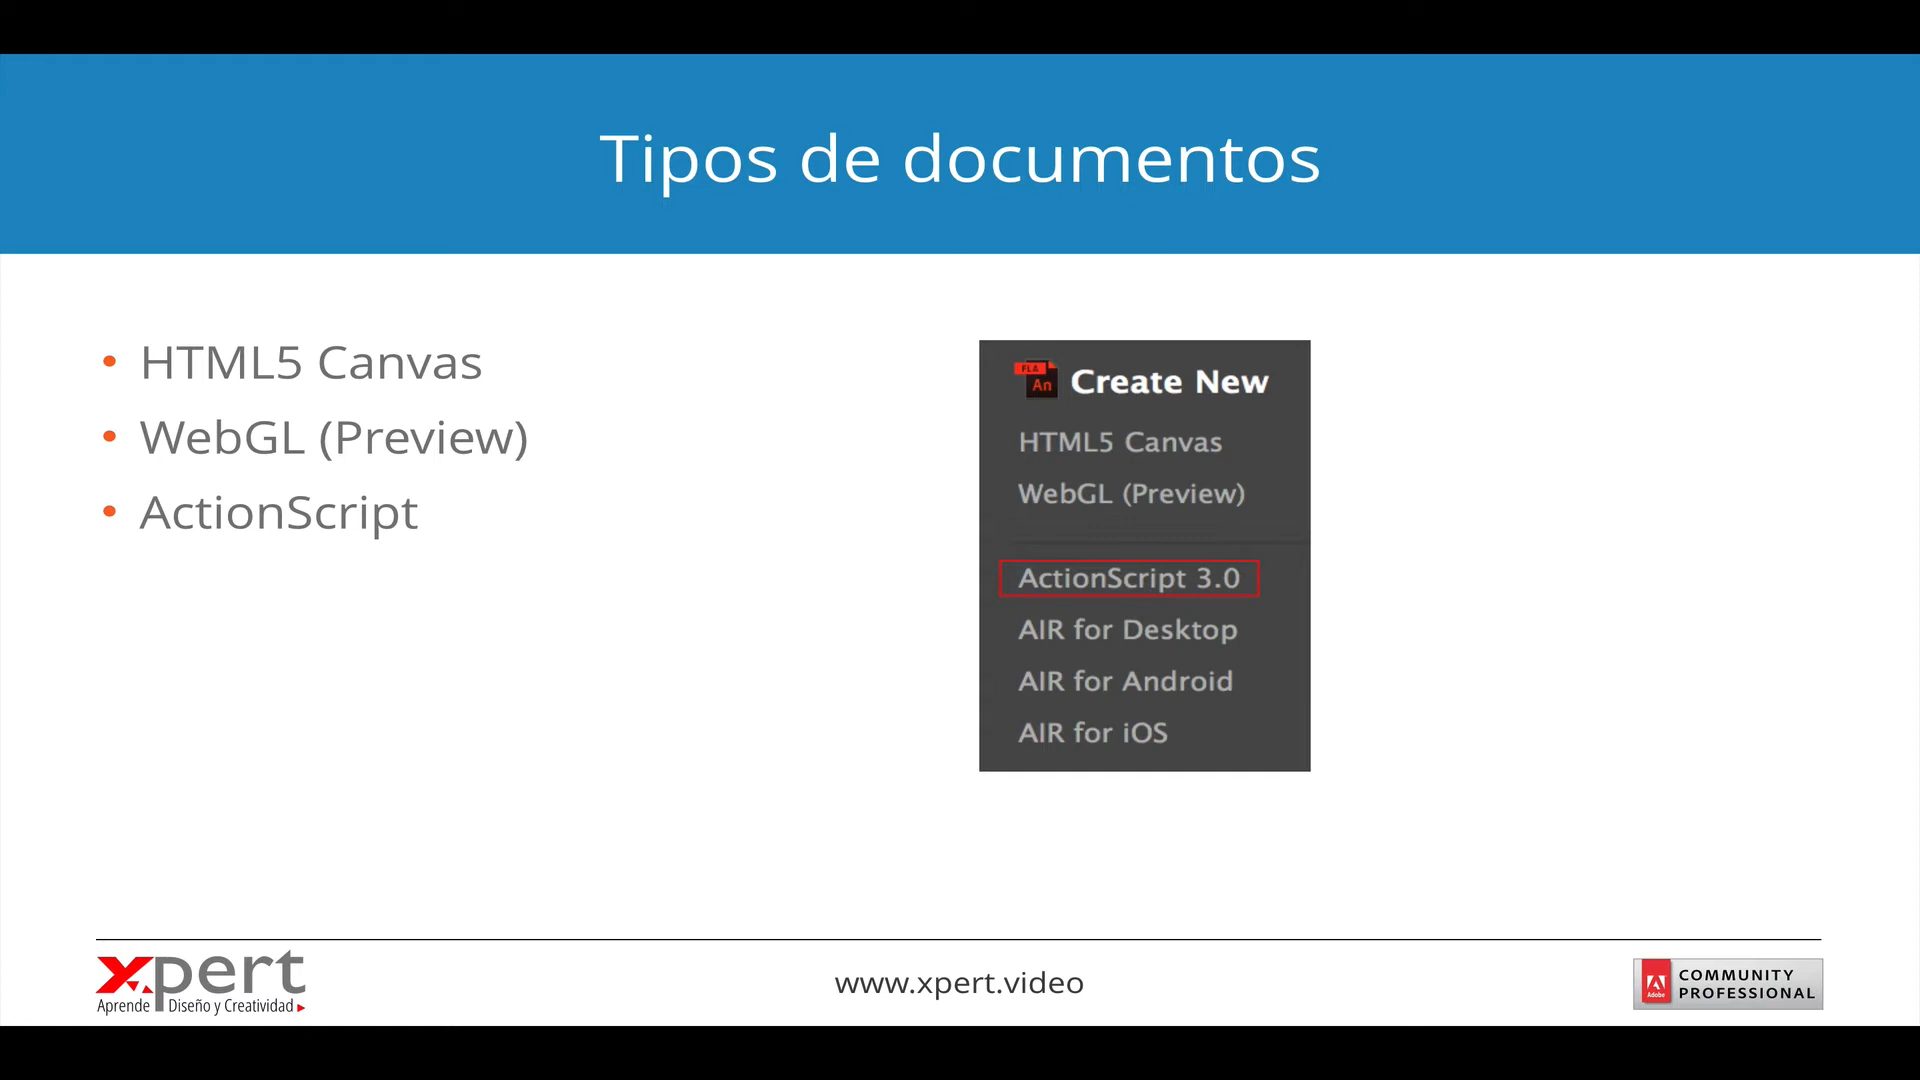 Tipos de documentos
• HTML5 Canvas
• WebGL (Preview)
• ActionScript
FLA
An
Create New
HTML5 Canvas
WebGL (Preview)
ActionScript 3.0
AIR for Desktop
AIR for Android
AIR for iOS
xpert
Aprende Diseño y Creatividad
www.xpert.video
Adobe
COMMUNITY
PROFESSIONAL